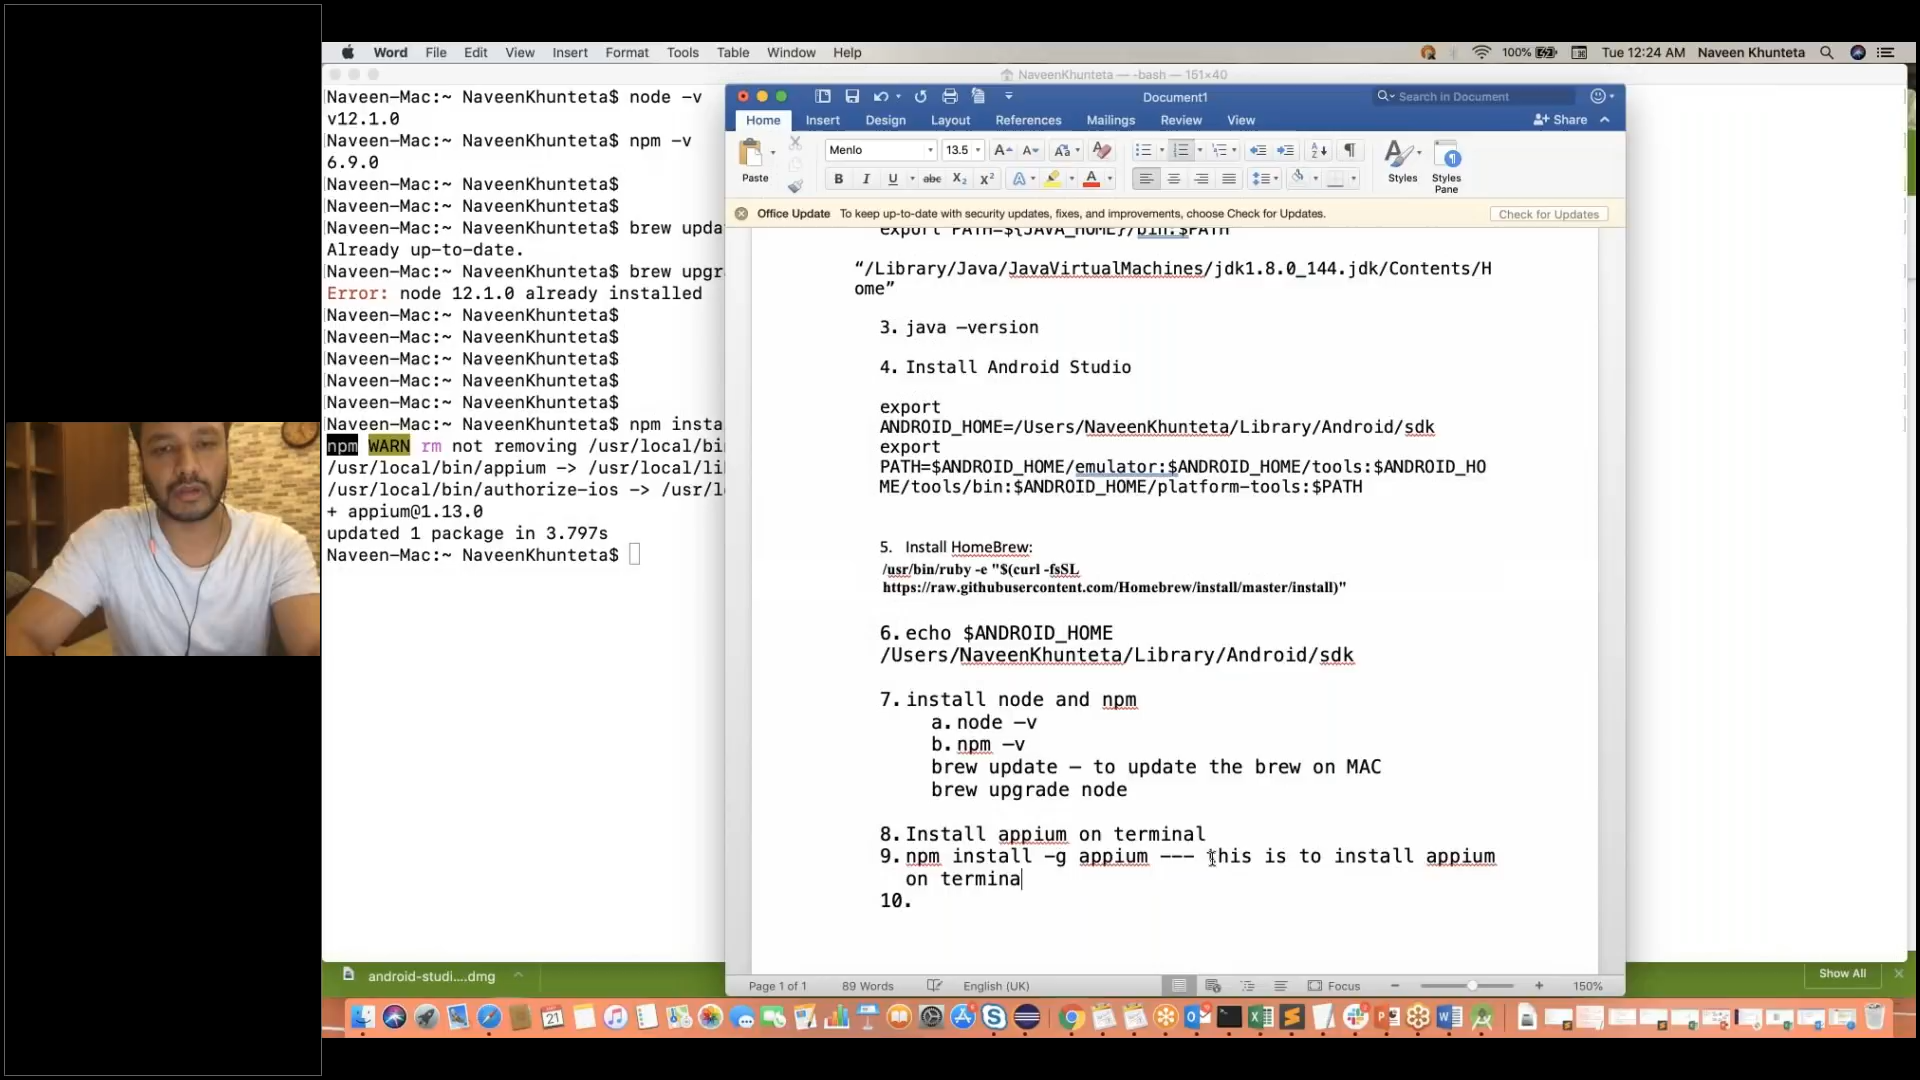 Word File Edit View Insert Format Tools Table Window Help 100% Tue 12:24 AM Naveen Khunteta
NaveenKhunteta — -bash — 151×40
Naveen-Mac:~ NaveenKhunteta$ node -v
v12.1.0
Naveen-Mac:~ NaveenKhunteta$ npm -v
6.9.0
Naveen-Mac:~ NaveenKhunteta$
Naveen-Mac:~ NaveenKhunteta$
Naveen-Mac:~ NaveenKhunteta$ brew upda
Already up-to-date.
Naveen-Mac:~ NaveenKhunteta$ brew upgr
Error: node 12.1.0 already installed
Naveen-Mac:~ NaveenKhunteta$
Naveen-Mac:~ NaveenKhunteta$
Naveen-Mac:~ NaveenKhunteta$
Naveen-Mac:~ NaveenKhunteta$
Naveen-Mac:~ NaveenKhunteta$
Naveen-Mac:~ NaveenKhunteta$ npm insta
npm WARN rm not removing /usr/local/bin
/usr/local/bin/appium -> /usr/local/li
/usr/local/bin/authorize-ios -> /usr/l
+ appium@1.13.0
updated 1 package in 3.797s
Naveen-Mac:~ NaveenKhunteta$
Document1
Search in Document
Home Insert Design Layout References Mailings Review View Share
Paste
Menlo 13.5
Styles
Styles Pane
Office Update To keep up-to-date with security updates, fixes, and improvements, choose Check for Updates. Check for Updates
export PATH=${JAVA_HOME}/bin:$PATH
“/Library/Java/JavaVirtualMachines/jdk1.8.0_144.jdk/Contents/H
ome”
3. java –version
4. Install Android Studio
export
ANDROID_HOME=/Users/NaveenKhunteta/Library/Android/sdk
export
PATH=$ANDROID_HOME/emulator:$ANDROID_HOME/tools:$ANDROID_HO
ME/tools/bin:$ANDROID_HOME/platform-tools:$PATH
5. Install HomeBrew:
/usr/bin/ruby -e "$(curl -fsSL
https://raw.githubusercontent.com/Homebrew/install/master/install)"
6. echo $ANDROID_HOME
/Users/NaveenKhunteta/Library/Android/sdk
7. install node and npm
a. node –v
b. npm –v
brew update – to update the brew on MAC
brew upgrade node
8. Install appium on terminal
9. npm install -g appium --- this is to install appium
on termina
10.
Page 1 of 1 89 Words English (UK) Focus 150%
android-studi....dmg
Show All
21